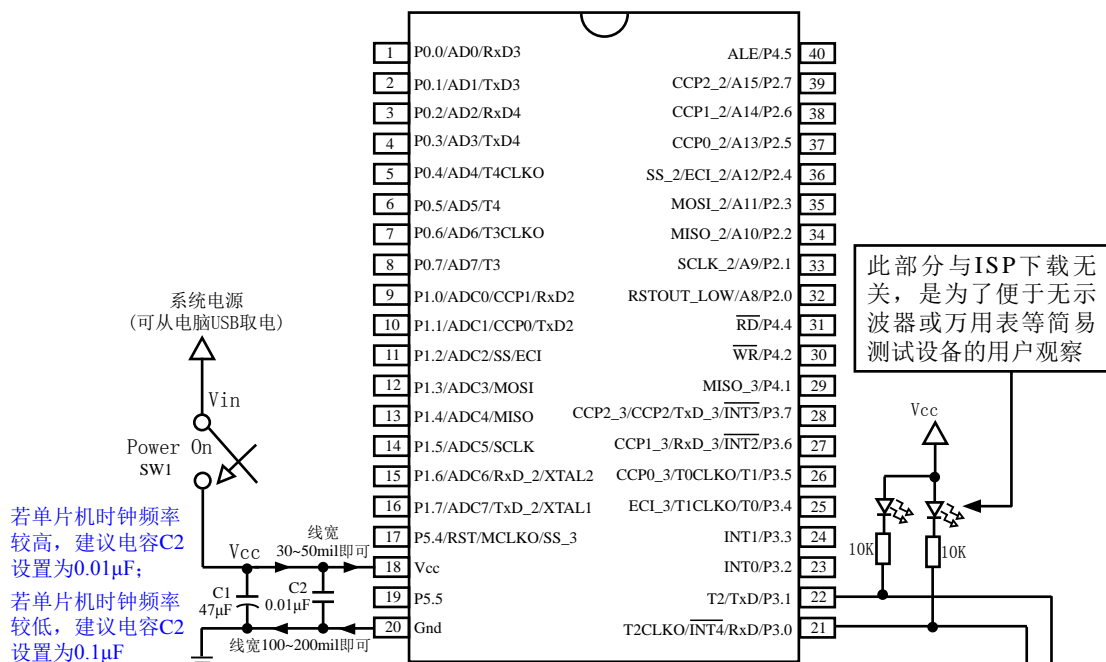 1 P0.0/AD0/RxD3
2 P0.1/AD1/TxD3
3 P0.2/AD2/RxD4
4 P0.3/AD3/TxD4
5 P0.4/AD4/T4CLKO
6 P0.5/AD5/T4
7 P0.6/AD6/T3CLKO
8 P0.7/AD7/T3
9 P1.0/ADC0/CCP1/RxD2
10 P1.1/ADC1/CCP0/TxD2
11 P1.2/ADC2/SS/ECI
12 P1.3/ADC3/MOSI
13 P1.4/ADC4/MISO
14 P1.5/ADC5/SCLK
15 P1.6/ADC6/RxD_2/XTAL2
16 P1.7/ADC7/TxD_2/XTAL1
17 P5.4/RST/MCLKO/SS_3
18 Vcc
19 P5.5
20 Gnd
ALE/P4.5 40
CCP2_2/A15/P2.7 39
CCP1_2/A14/P2.6 38
CCP0_2/A13/P2.5 37
SS_2/ECI_2/A12/P2.4 36
MOSI_2/A11/P2.3 35
MISO_2/A10/P2.2 34
SCLK_2/A9/P2.1 33
RSTOUT_LOW/A8/P2.0 32
RD/P4.4 31
WR/P4.2 30
MISO_3/P4.1 29
CCP2_3/CCP2/TxD_3/INT3/P3.7 28
CCP1_3/RxD_3/INT2/P3.6 27
CCP0_3/T0CLKO/T1/P3.5 26
ECI_3/T1CLKO/T0/P3.4 25
INT1/P3.3 24
INT0/P3.2 23
T2/TxD/P3.1 22
T2CLKO/INT4/RxD/P3.0 21
系统电源
(可从电脑USB取电)
Vin
Power On
SW1
若单片机时钟频率
较高，建议电容C2
设置为0.01μF;
若单片机时钟频率
较低，建议电容C2
设置为0.1μF
Vcc
线宽
30~50mil即可
C1
47μF
C2
0.01μF
线宽100~200mil即可
此部分与ISP下载无
关，是为了便于无示
波器或万用表等简易
测试设备的用户观察
Vcc
10K
10K